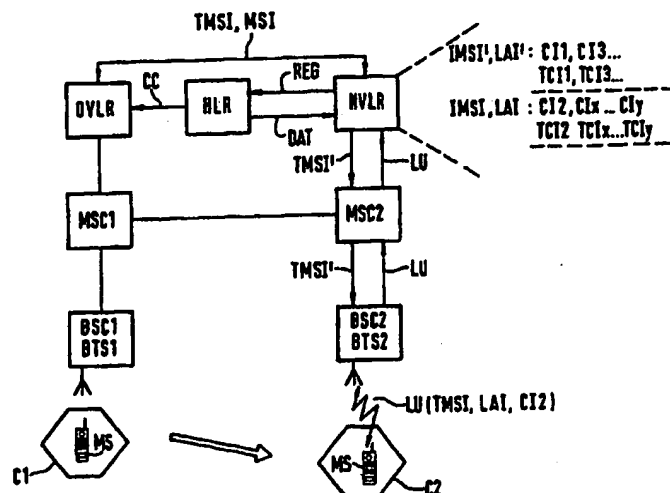 TMSI, MSI
IMSI', LAI' : CI1, CI3...
TCI1, TCI3...
IMSI, LAI : CI2, CIx ... CIy
TCI2 TCIx...TCIy
CC
REG
OVLR
HLR
NVLR
DAT
TMSI'
LU
MSC1
MSC2
TMSI'
LU
BSC1
BTS1
BSC2
BTS2
LU (TMSI, LAI, CI2)
MS
C1
MS
C2